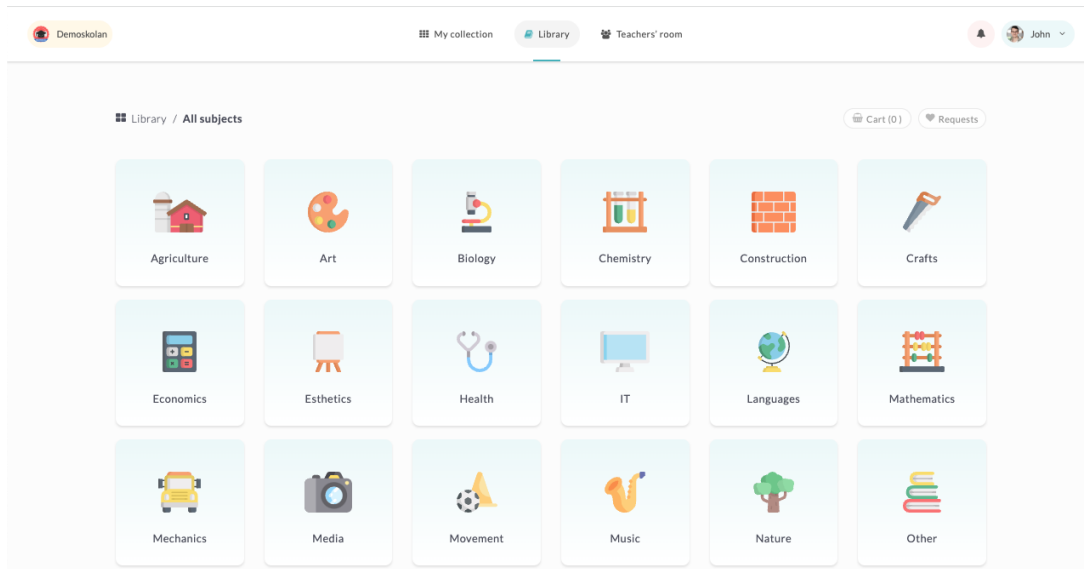 Demoskolan
My collection
Library
Teachers' room
John
Library / All subjects
Cart (0 )
Requests
Agriculture
Art
Biology
Chemistry
Construction
Crafts
Economics
Esthetics
Health
IT
Languages
Mathematics
Mechanics
Media
Movement
Music
Nature
Other